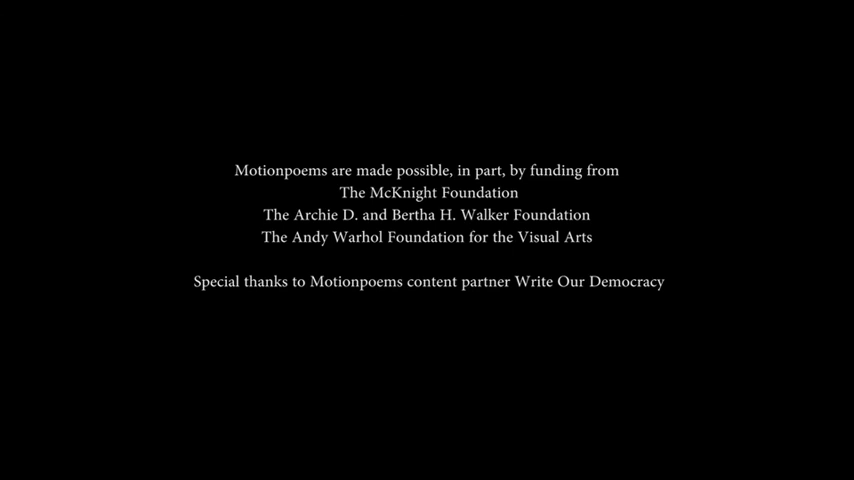 Motionpoems are made possible, in part, by funding from
The McKnight Foundation
The Archie D. and Bertha H. Walker Foundation
The Andy Warhol Foundation for the Visual Arts
Special thanks to Motionpoems content partner Write Our Democracy